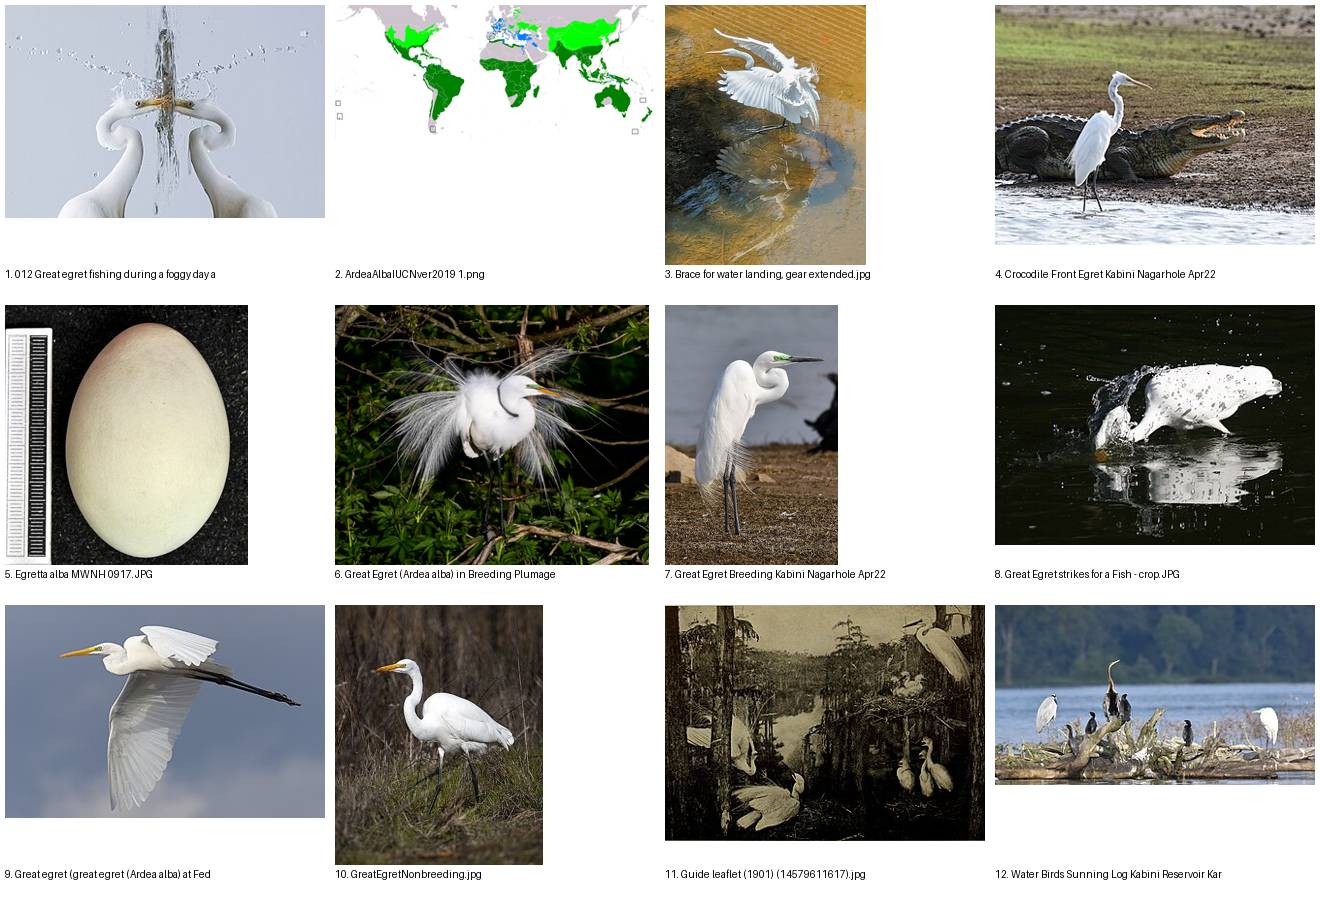 1. 012 Great egret fishing during a foggy day a
2. ArdeaAlbaIUCNver2019 1.png
3. Brace for water landing, gear extended.jpg
4. Crocodile Front Egret Kabini Nagarhole Apr22
5. Egretta alba MWNH 0917.JPG
6. Great Egret (Ardea alba) in Breeding Plumage
7. Great Egret Breeding Kabini Nagarhole Apr22
8. Great Egret strikes for a Fish - crop.JPG
9. Great egret (great egret (Ardea alba) at Fed
10. GreatEgretNonbreeding.jpg
11. Guide leaflet (1901) (14579611617).jpg
12. Water Birds Sunning Log Kabini Reservoir Kar